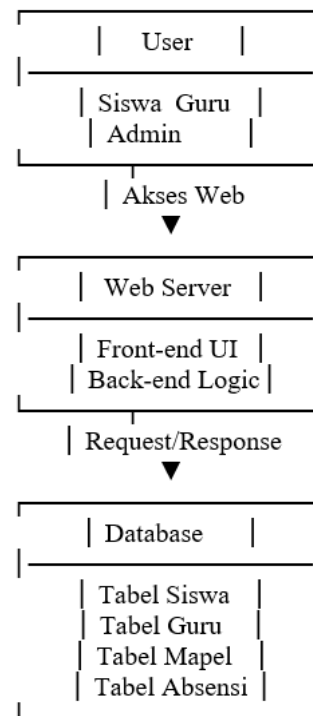 User
Siswa Guru
Admin
Akses Web
Web Server
Front-end UI
Back-end Logic
Request/Response
Database
Tabel Siswa
Tabel Guru
Tabel Mapel
Tabel Absensi